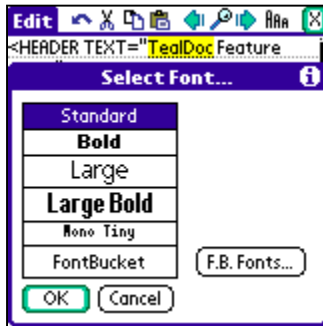 Edit AAA X
<HEADER TEXT="TealDoc Feature
Select Font... i
Standard
Bold
Large
Large Bold
Mono Tiny
FontBucket
F.B. Fonts...
OK Cancel